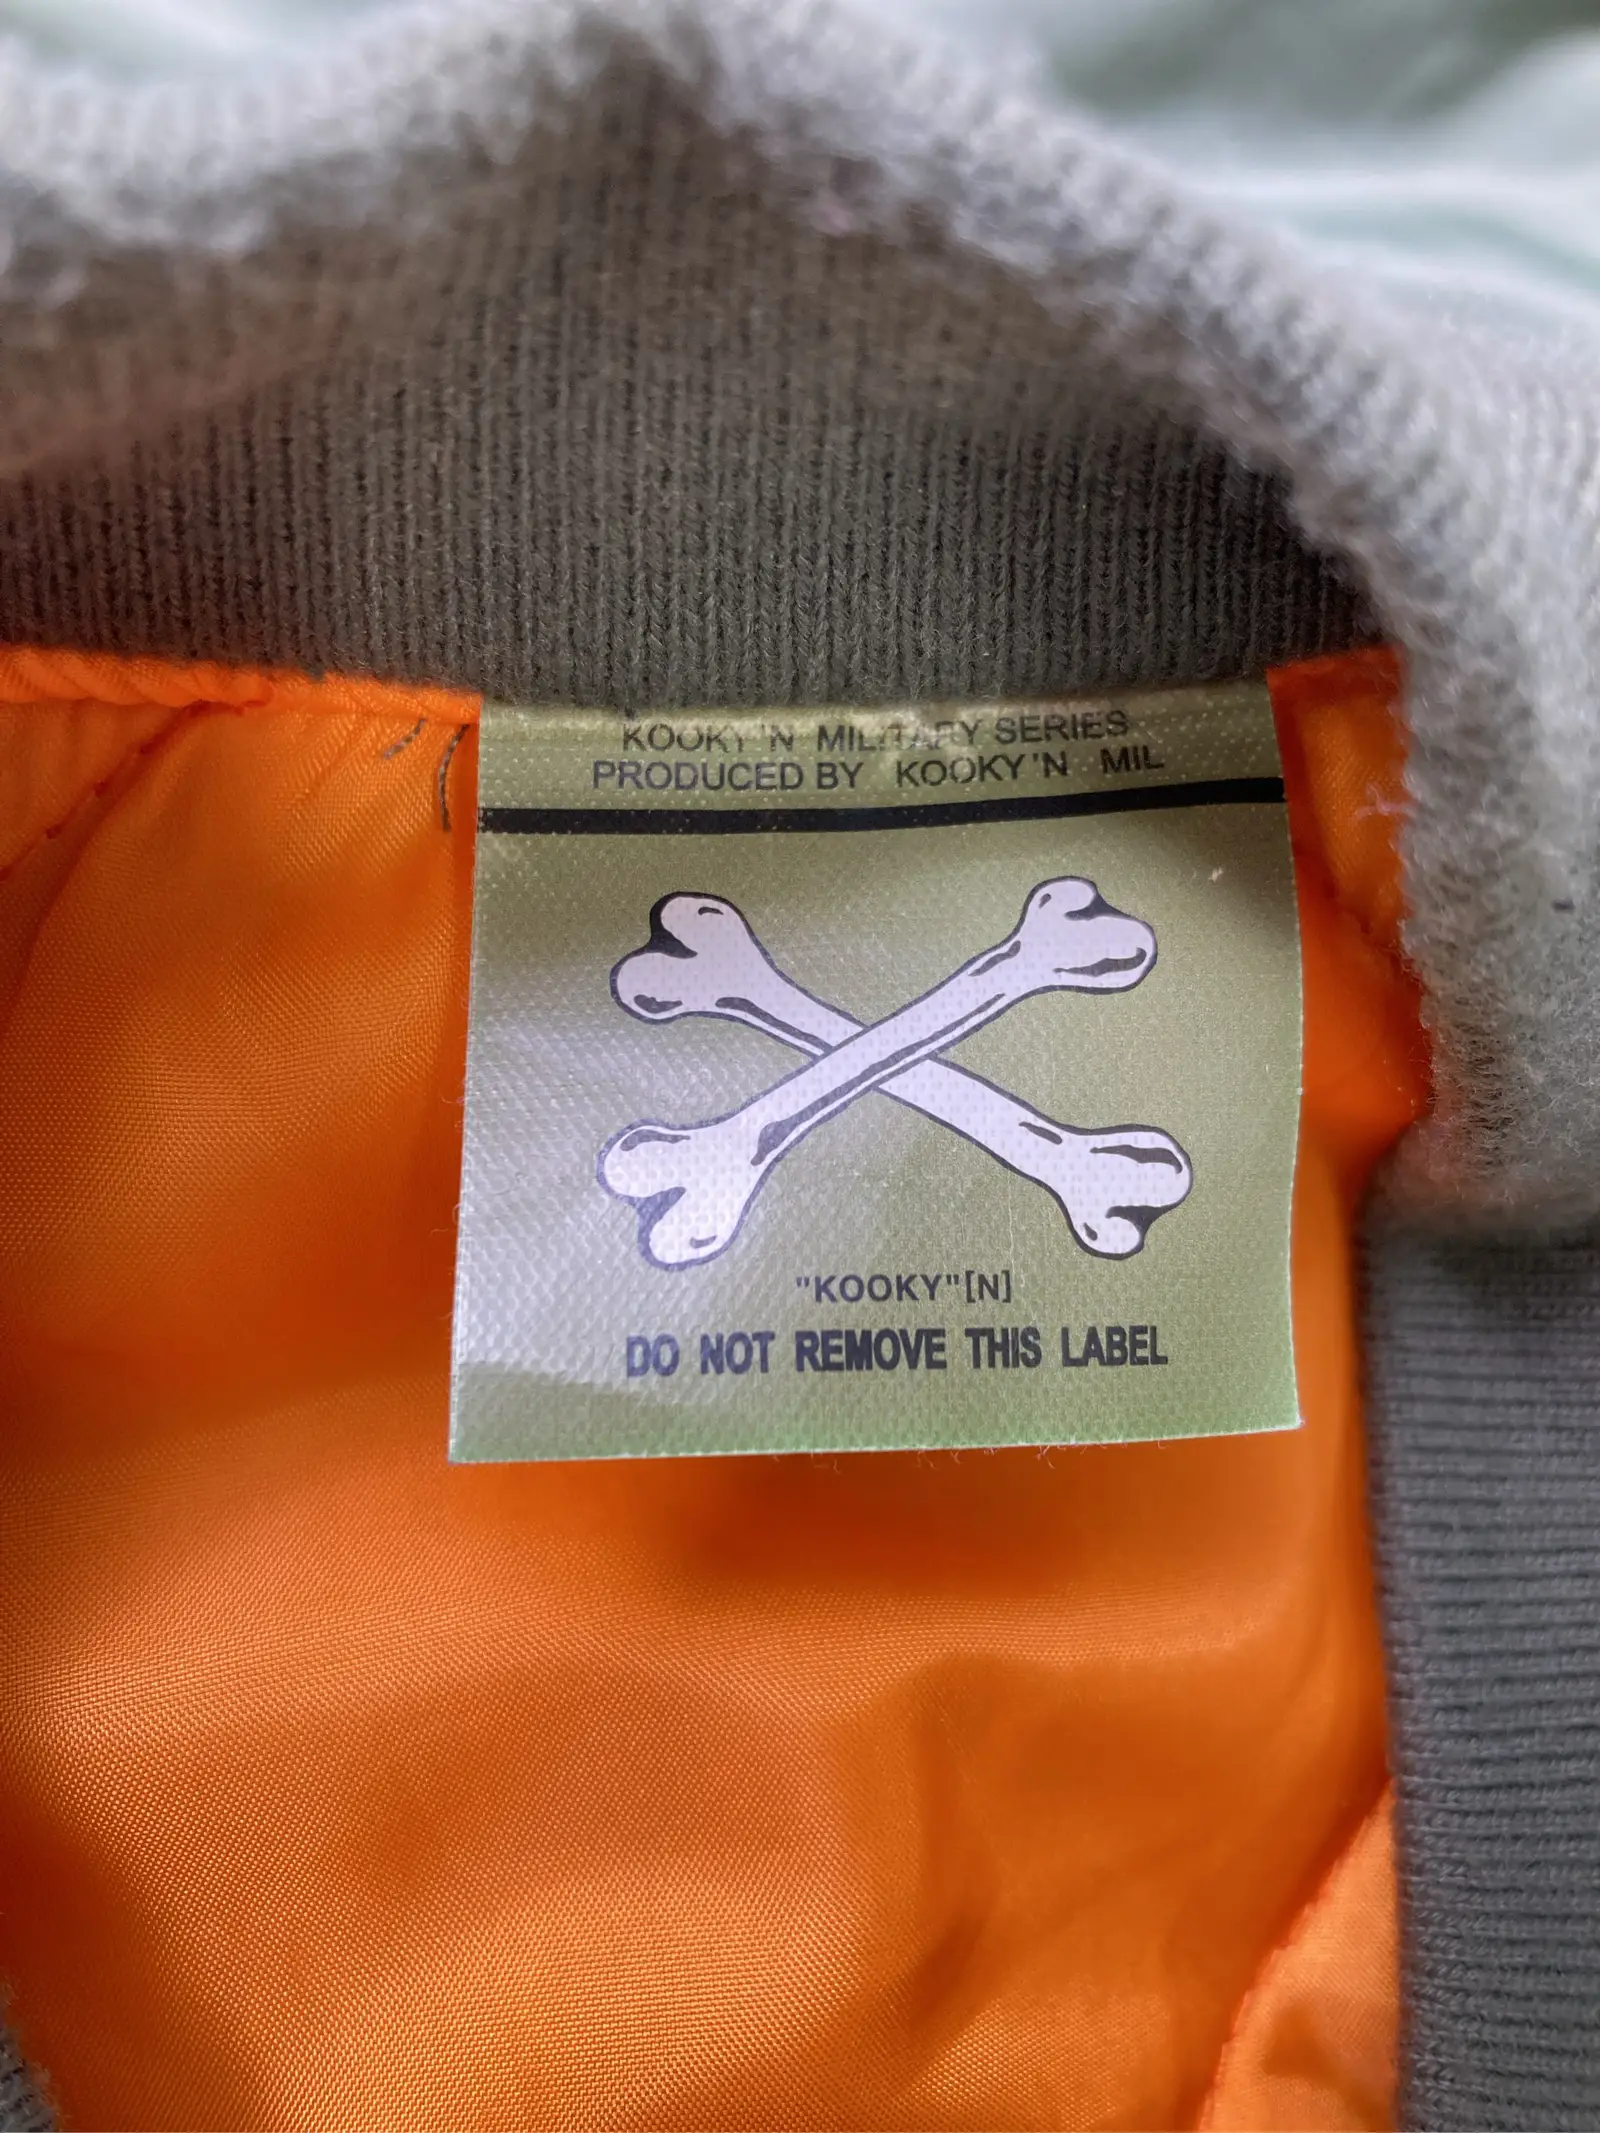 KOOKY'N MILITARY SERIES
PRODUCED BY KOOKY'N MIL
"KOOKY"[N]
DO NOT REMOVE THIS LABEL